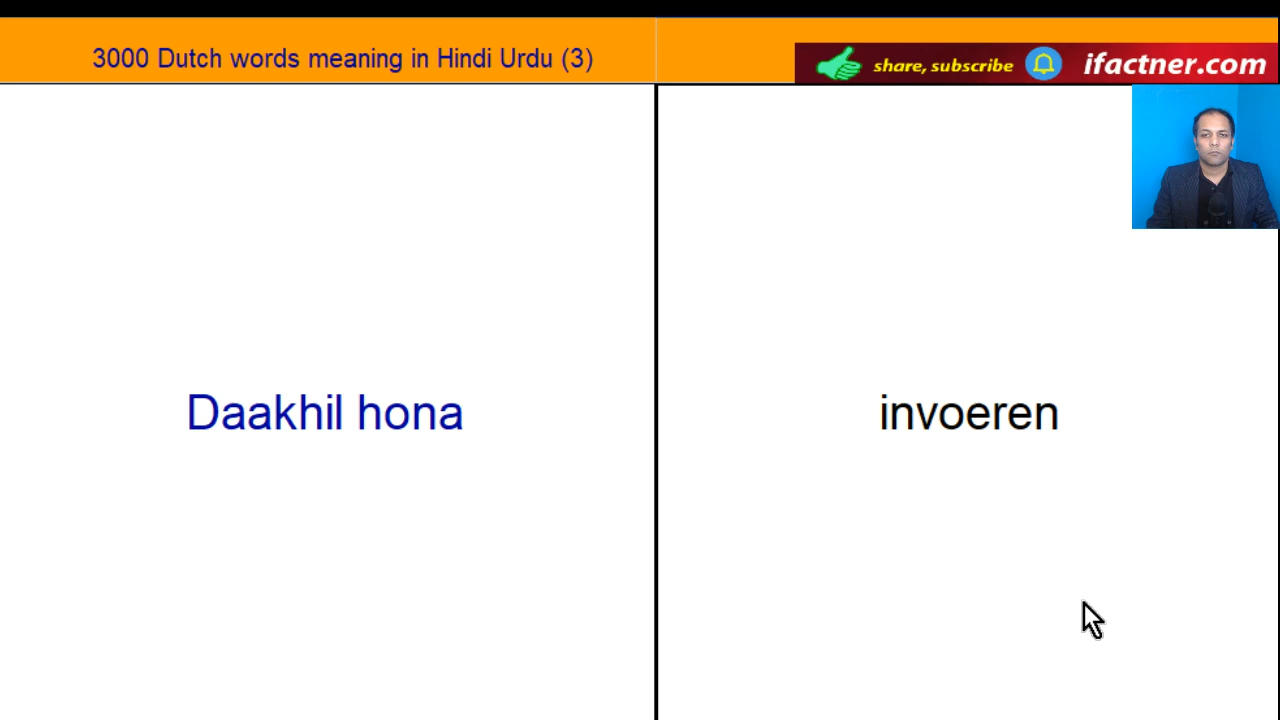 3000 Dutch words meaning in Hindi Urdu (3)
share, subscribe
ifactner.com
Daakhil hona
invoeren